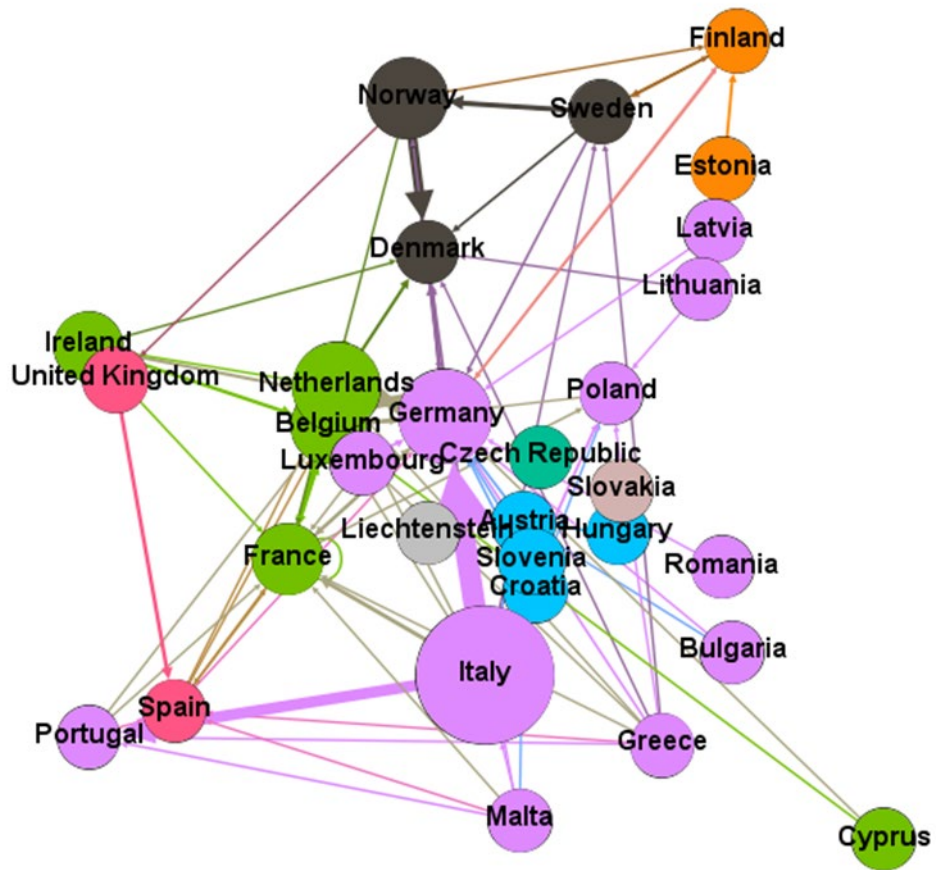 Finland
Norway
Sweden
Estonia
Latvia
Denmark
Lithuania
Ireland
United Kingdom
Netherlands
Poland
Germany
Belgium
Czech Republic
Luxembourg
Slovakia
Austria
Liechtenstein
Hungary
France
Slovenia
Romania
Croatia
Bulgaria
Italy
Spain
Portugal
Greece
Malta
Cyprus